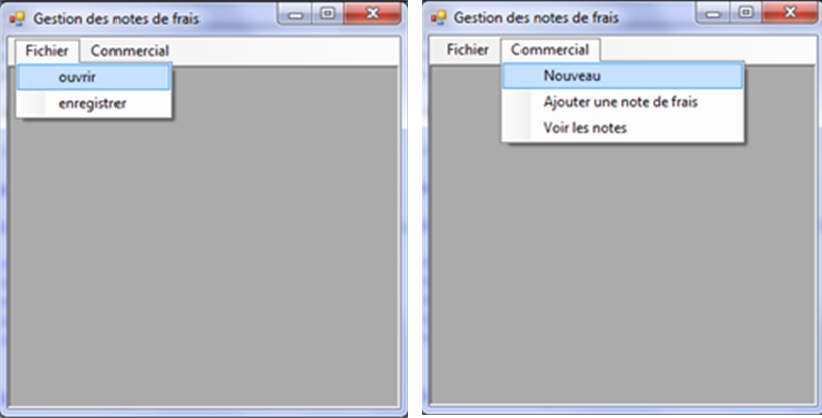 Gestion des notes de frais
Fichier Commercial
ouvrir
enregistrer
Gestion des notes de frais
Fichier Commercial
Nouveau
Ajouter une note de frais
Voir les notes